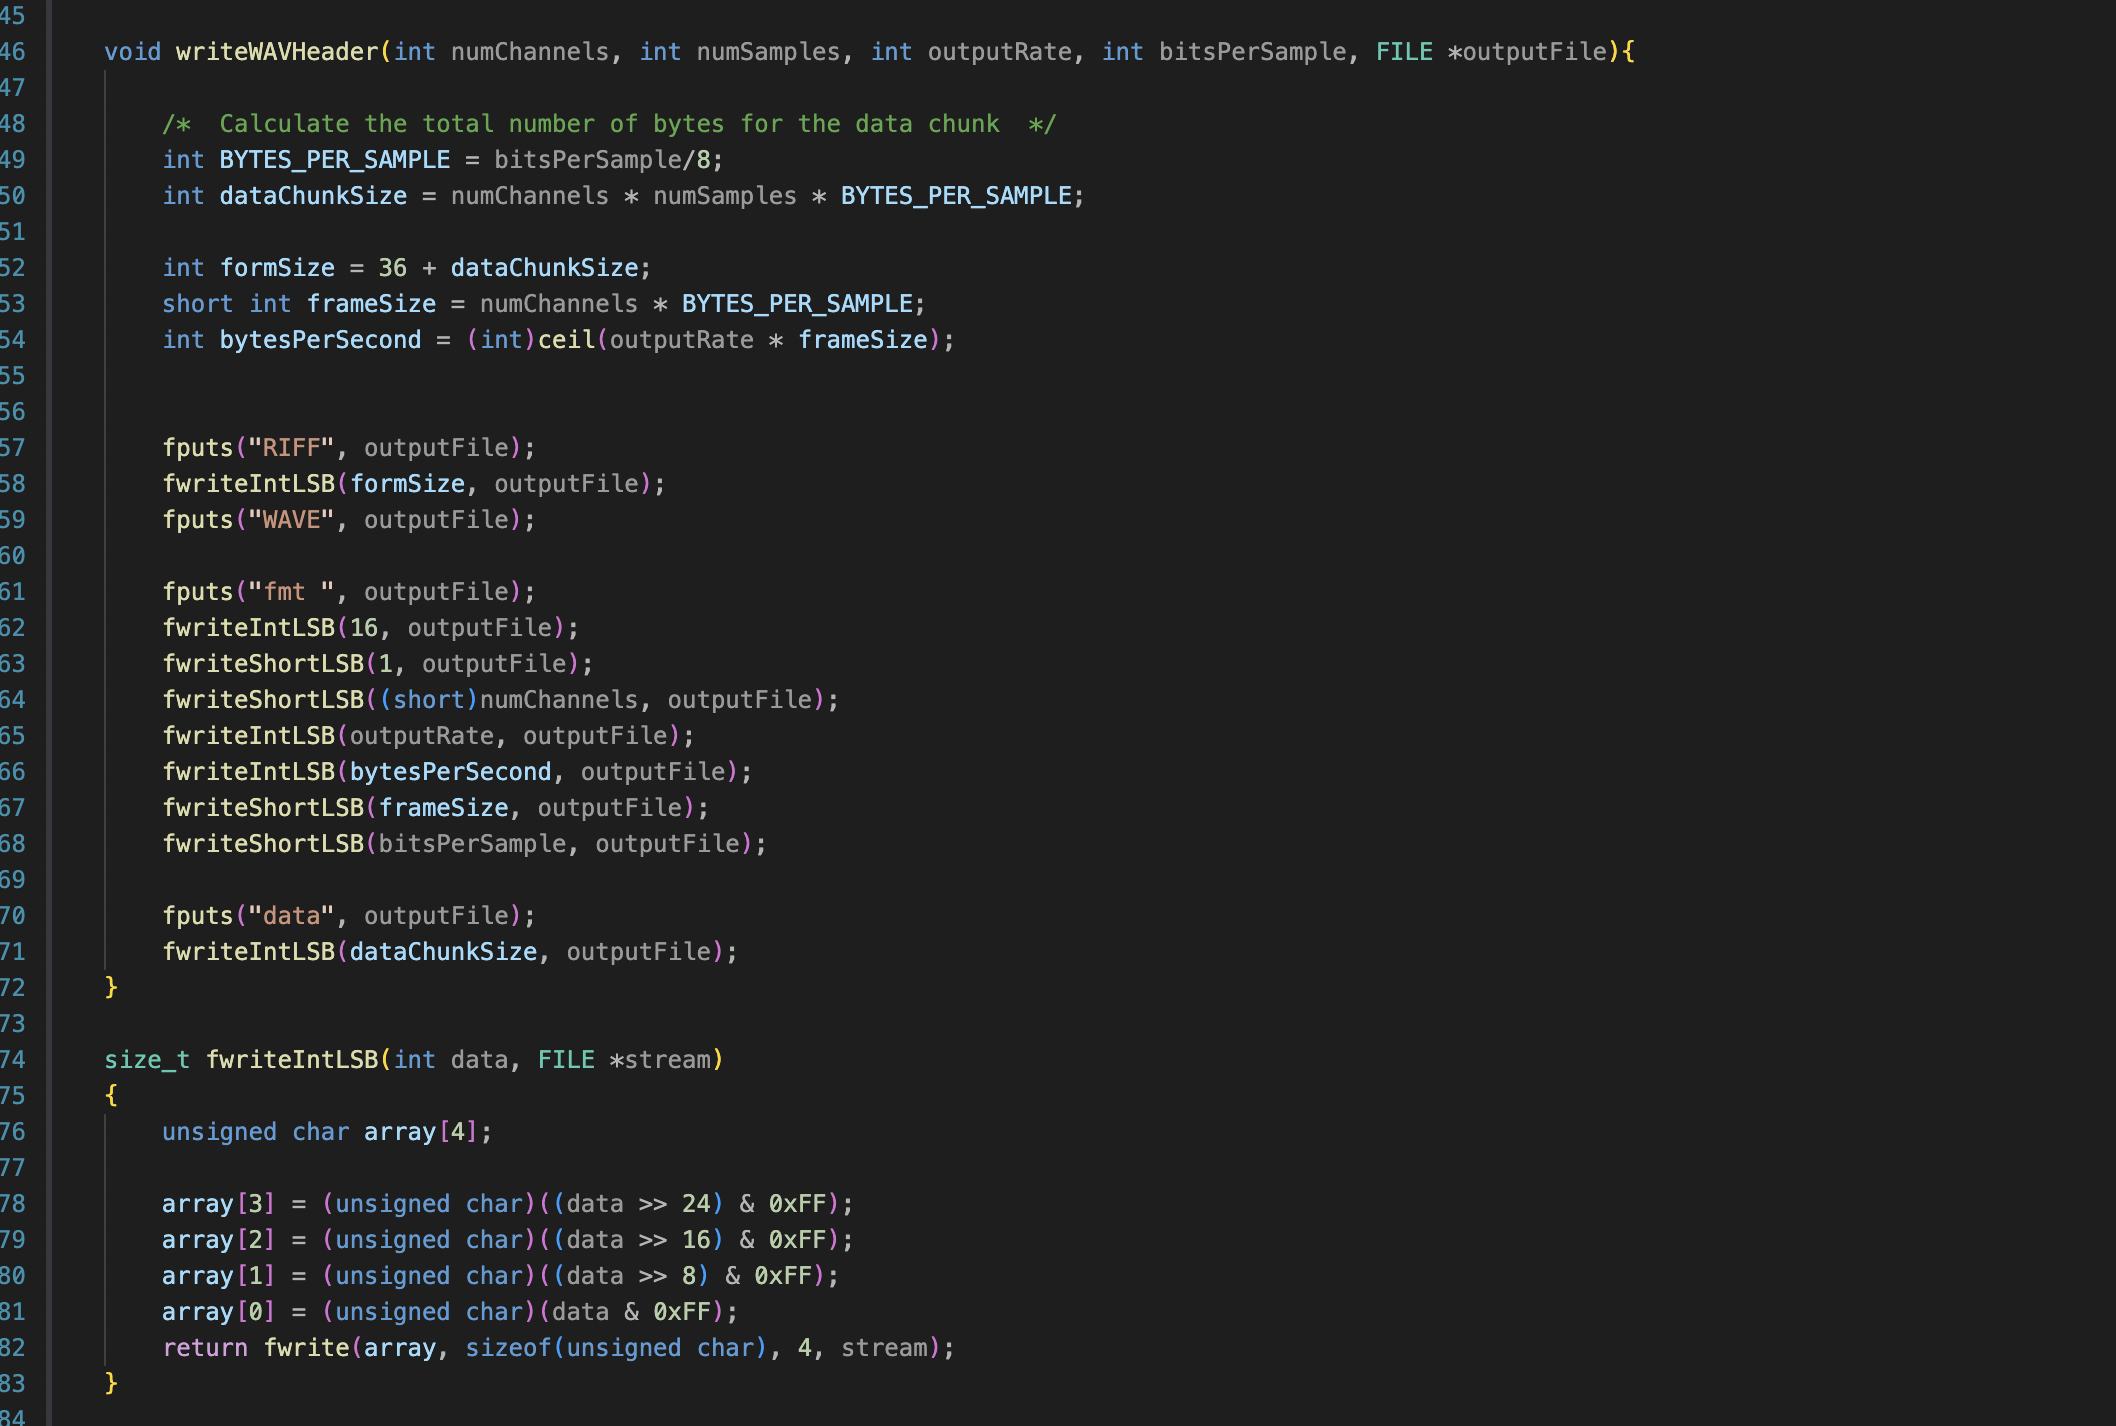 45
46 void writeWAVHeader(int numChannels, int numSamples, int outputRate, int bitsPerSample, FILE *outputFile){
47
48 /*  Calculate the total number of bytes for the data chunk  */
49 int BYTES_PER_SAMPLE = bitsPerSample/8;
50 int dataChunkSize = numChannels * numSamples * BYTES_PER_SAMPLE;
51
52 int formSize = 36 + dataChunkSize;
53 short int frameSize = numChannels * BYTES_PER_SAMPLE;
54 int bytesPerSecond = (int)ceil(outputRate * frameSize);
55
56
57 fputs("RIFF", outputFile);
58 fwriteIntLSB(formSize, outputFile);
59 fputs("WAVE", outputFile);
60
61 fputs("fmt ", outputFile);
62 fwriteIntLSB(16, outputFile);
63 fwriteShortLSB(1, outputFile);
64 fwriteShortLSB((short)numChannels, outputFile);
65 fwriteIntLSB(outputRate, outputFile);
66 fwriteIntLSB(bytesPerSecond, outputFile);
67 fwriteShortLSB(frameSize, outputFile);
68 fwriteShortLSB(bitsPerSample, outputFile);
69
70 fputs("data", outputFile);
71 fwriteIntLSB(dataChunkSize, outputFile);
72 }
73
74 size_t fwriteIntLSB(int data, FILE *stream)
75 {
76 unsigned char array[4];
77
78 array[3] = (unsigned char)((data >> 24) & 0xFF);
79 array[2] = (unsigned char)((data >> 16) & 0xFF);
80 array[1] = (unsigned char)((data >> 8) & 0xFF);
81 array[0] = (unsigned char)(data & 0xFF);
82 return fwrite(array, sizeof(unsigned char), 4, stream);
83 }
84